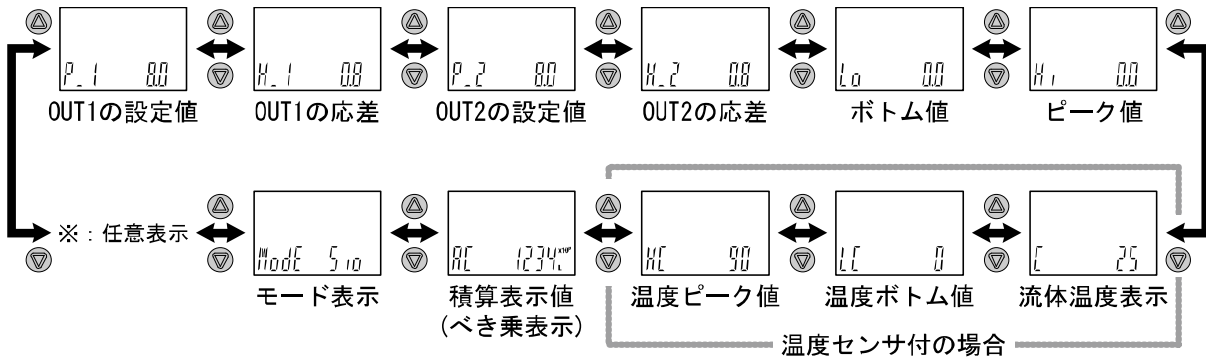 P_1 8.0
H_1 0.8
P_2 8.0
H_2 0.8
Lo 0.0
Hi 0.0
OUT1の設定値
OUT1の応差
OUT2の設定値
OUT2の応差
ボトム値
ピーク値
※：任意表示
ModE Sio
AC 1234 x10⁶ L
HC 90
LC 0
C 25
モード表示
積算表示値
(べき乗表示)
温度ピーク値
温度ボトム値
流体温度表示
温度センサ付の場合